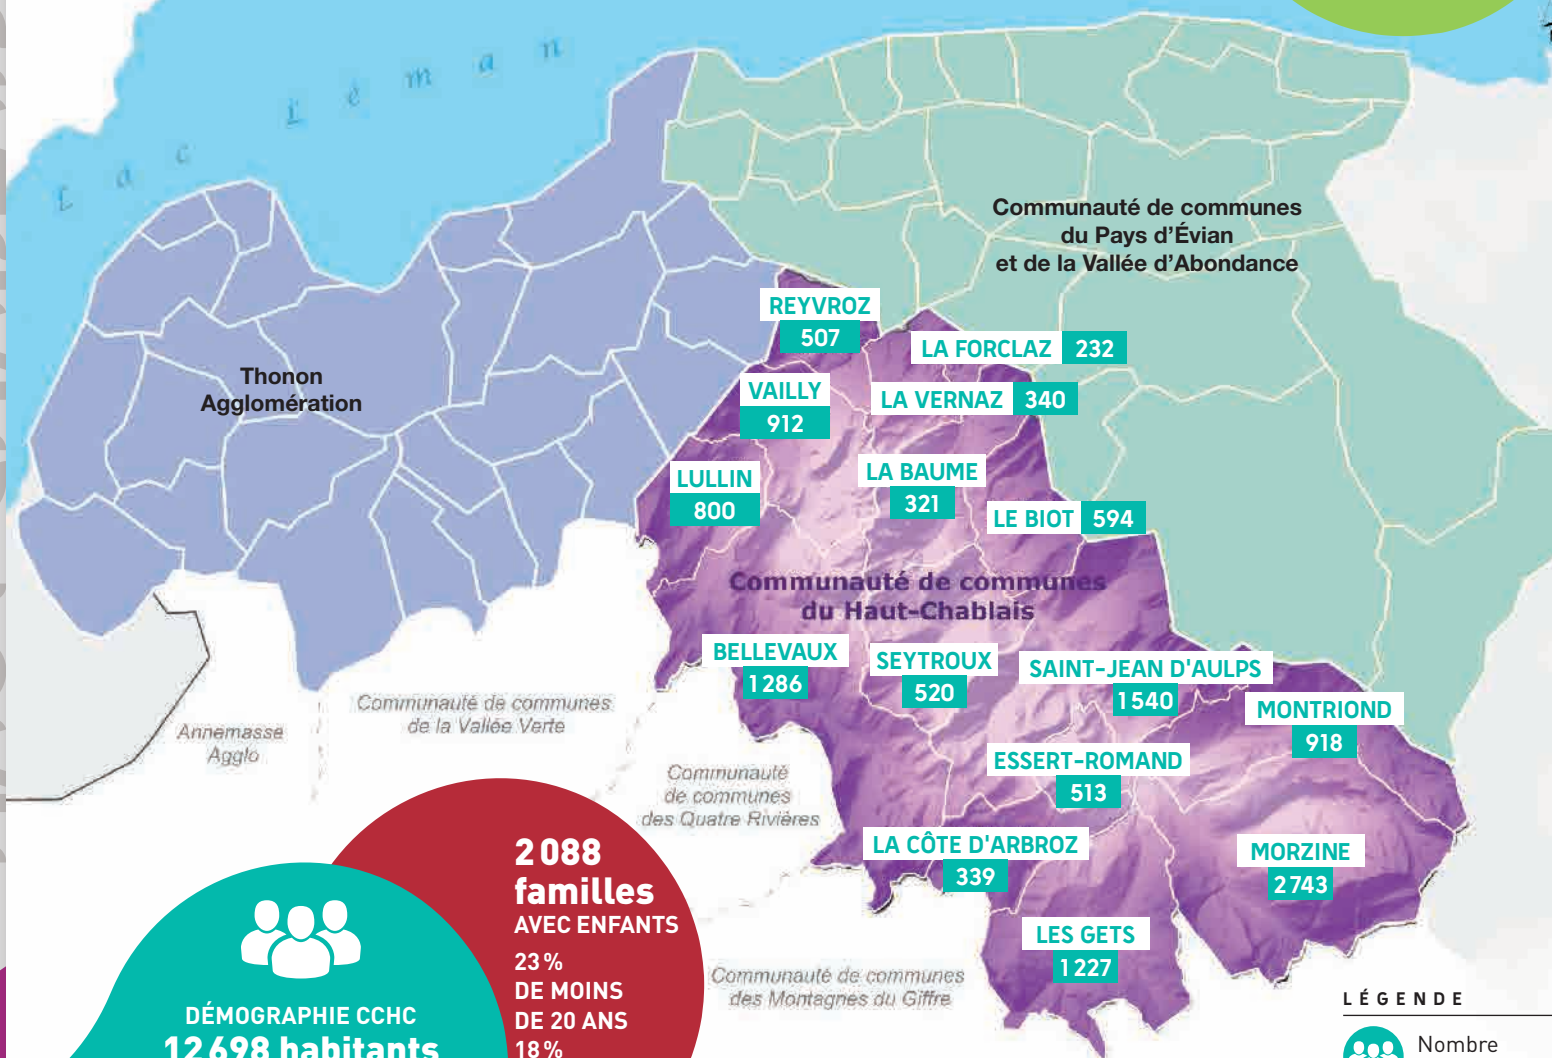 Lac Léman
Communauté de communes
du Pays d'Évian
et de la Vallée d'Abondance
Thonon
Agglomération
REYVROZ
507
LA FORCLAZ 232
VAILLY
912
LA VERNAZ 340
LULLIN
800
LA BAUME
321
LE BIOT 594
Communauté de communes
du Haut-Chablais
BELLEVAUX
1 286
SEYTROUX
520
SAINT-JEAN D'AULPS
1 540
MONTRIOND
918
ESSERT-ROMAND
513
LA CÔTE D'ARBROZ
339
MORZINE
2 743
LES GETS
1 227
Annemasse
Agglo
Communauté de communes
de la Vallée Verte
Communauté
de communes
des Quatre Rivières
Communauté de communes
des Montagnes du Giffre
2 088
familles
AVEC ENFANTS
23 %
DE MOINS
DE 20 ANS
18 %
DÉMOGRAPHIE CCHC
12 698 habitants
LÉGENDE
Nombre